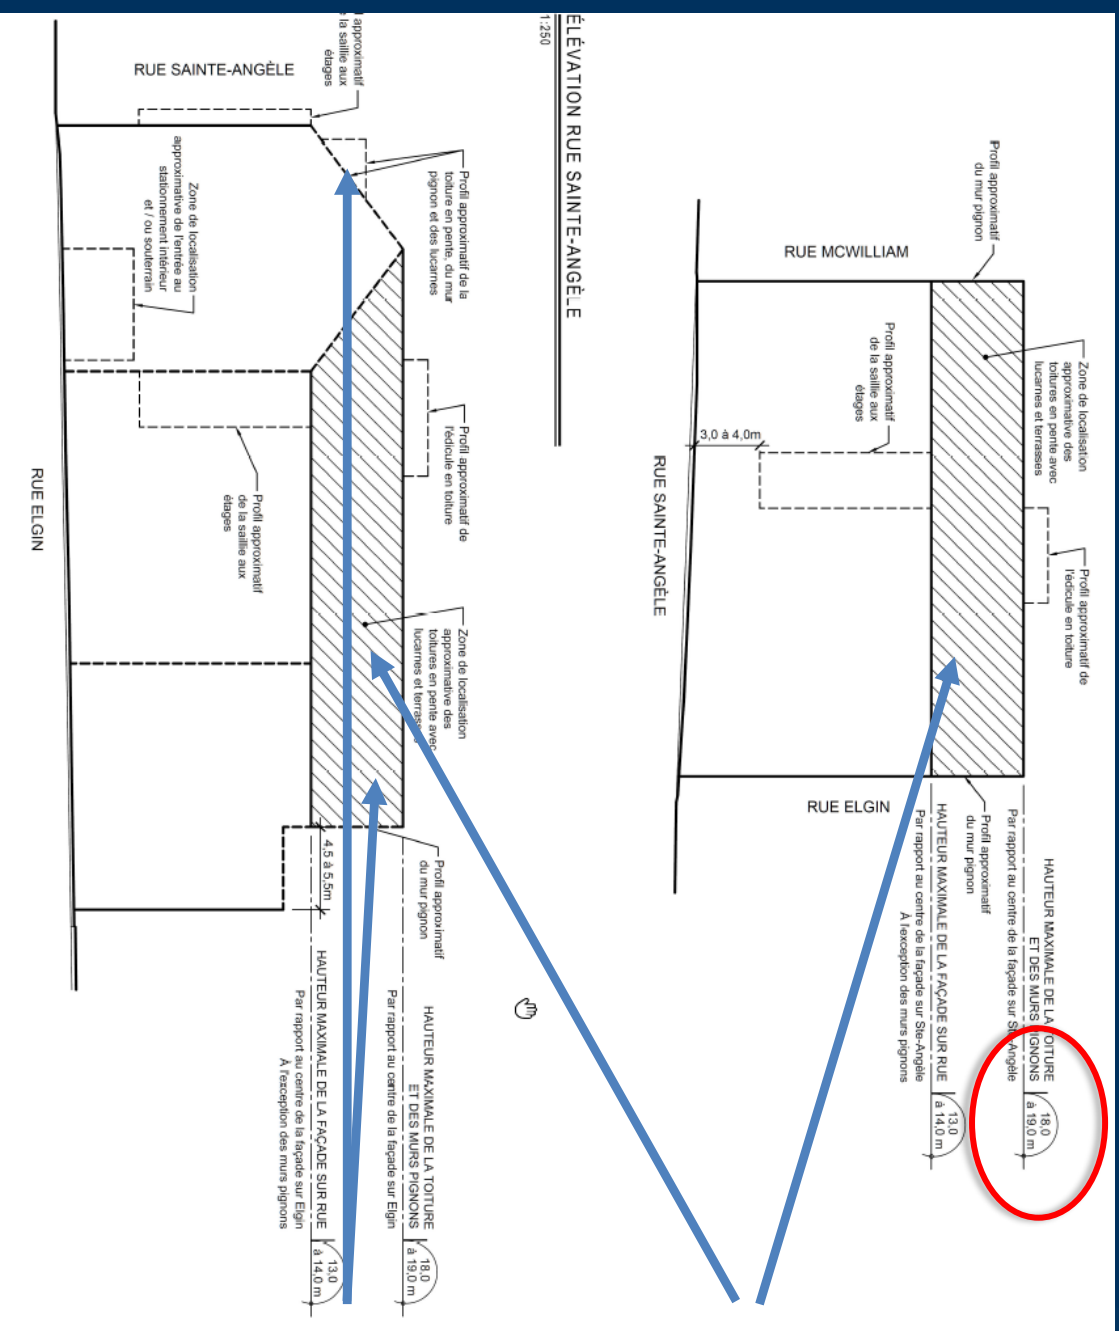 ÉLÉVATION RUE SAINTE-ANGÈLE
1:250
Profil approximatif
du mur pignon
RUE MCWILLIAM
Profil approximatif
de la saillie aux
étages
3,0 à 4,0m
RUE SAINTE-ANGÈLE
Zone de localisation
approximative des
toitures en pente avec
lucarnes et terrasses
Profil approximatif de
l'édicule en toiture
RUE ELGIN
Profil approximatif
du mur pignon
HAUTEUR MAXIMALE DE LA TOITURE
ET DES MURS PIGNONS
Par rapport au centre de la façade sur Ste-Angèle
18,0
à 19,0 m
HAUTEUR MAXIMALE DE LA FAÇADE SUR RUE
Par rapport au centre de la façade sur Ste-Angèle
À l'exception des murs pignons
13,0
à 14,0 m
RUE SAINTE-ANGÈLE
approximatif
la saillie aux
étages
Profil approximatif de la
toiture en pente, du mur
pignon et des lucarnes
Zone de localisation
approximative de l'entrée au
stationnement intérieur
et / ou souterrain
Profil approximatif de
l'édicule en toiture
Profil approximatif
de la saillie aux
étages
RUE ELGIN
Zone de localisation
approximative des
toitures en pente avec
lucarnes et terrasses
4,5 à 5,5m
Profil approximatif
du mur pignon
HAUTEUR MAXIMALE DE LA TOITURE
ET DES MURS PIGNONS
Par rapport au centre de la façade sur Elgin
18,0
à 19,0 m
HAUTEUR MAXIMALE DE LA FAÇADE SUR RUE
Par rapport au centre de la façade sur Elgin
À l'exception des murs pignons
13,0
à 14,0 m